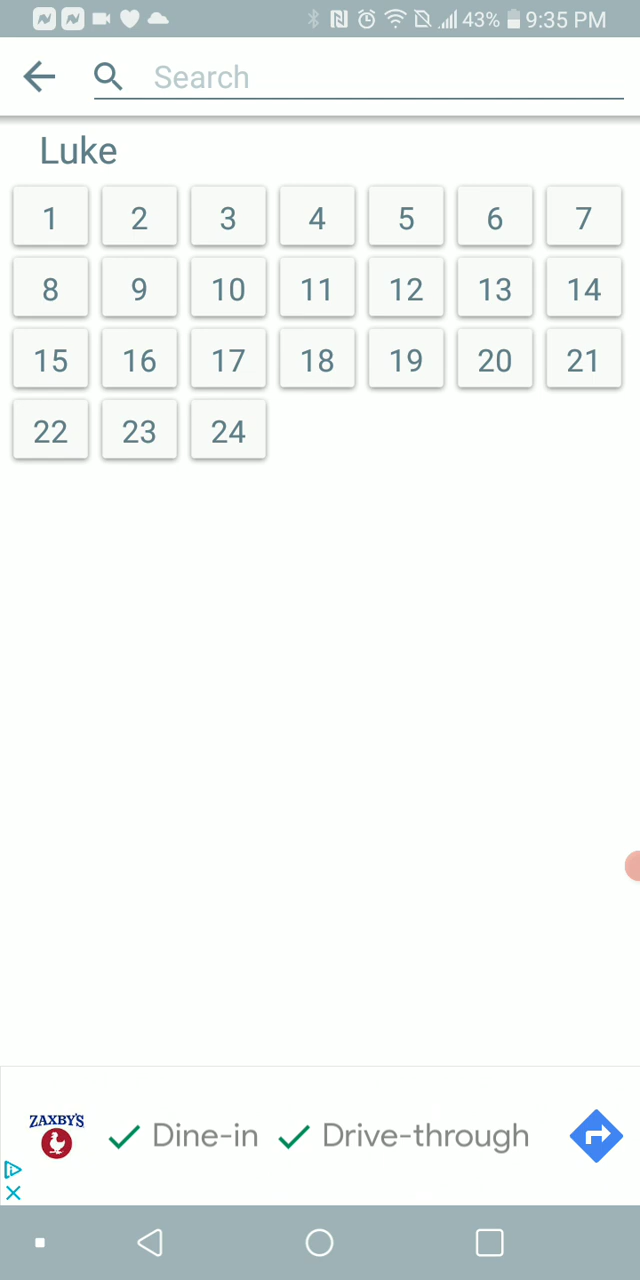 43% 9:35 PM
Search
Luke
1 2 3 4 5 6 7
8 9 10 11 12 13 14
15 16 17 18 19 20 21
22 23 24
ZAXBY'S
Dine-in Drive-through